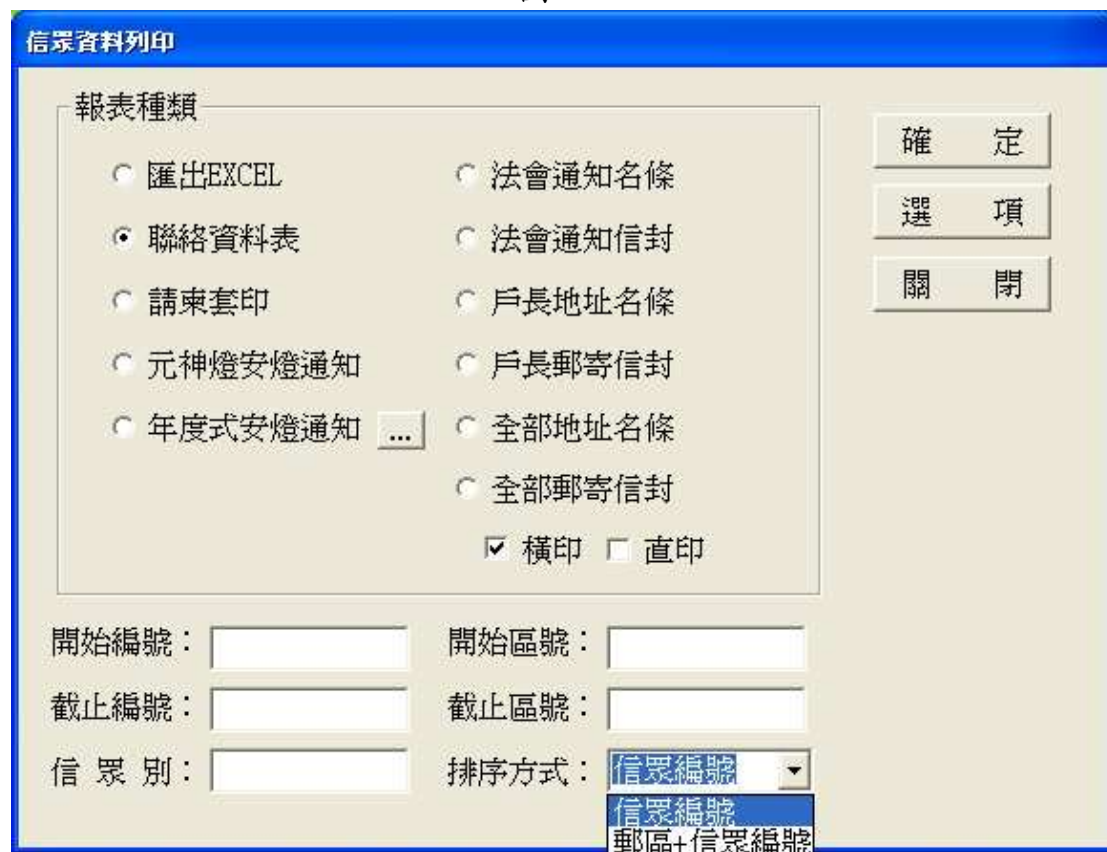 信眾資料列印
報表種類
匯出EXCEL
法會通知名條
聯絡資料表
法會通知信封
請柬套印
戶長地址名條
元神燈安燈通知
戶長郵寄信封
年度式安燈通知 ...
全部地址名條
全部郵寄信封
橫印 直印
確 定
選 項
關 閉
開始編號：
開始區號：
截止編號：
截止區號：
信 眾 別：
排序方式： 信眾編號
信眾編號
郵區+信眾編號